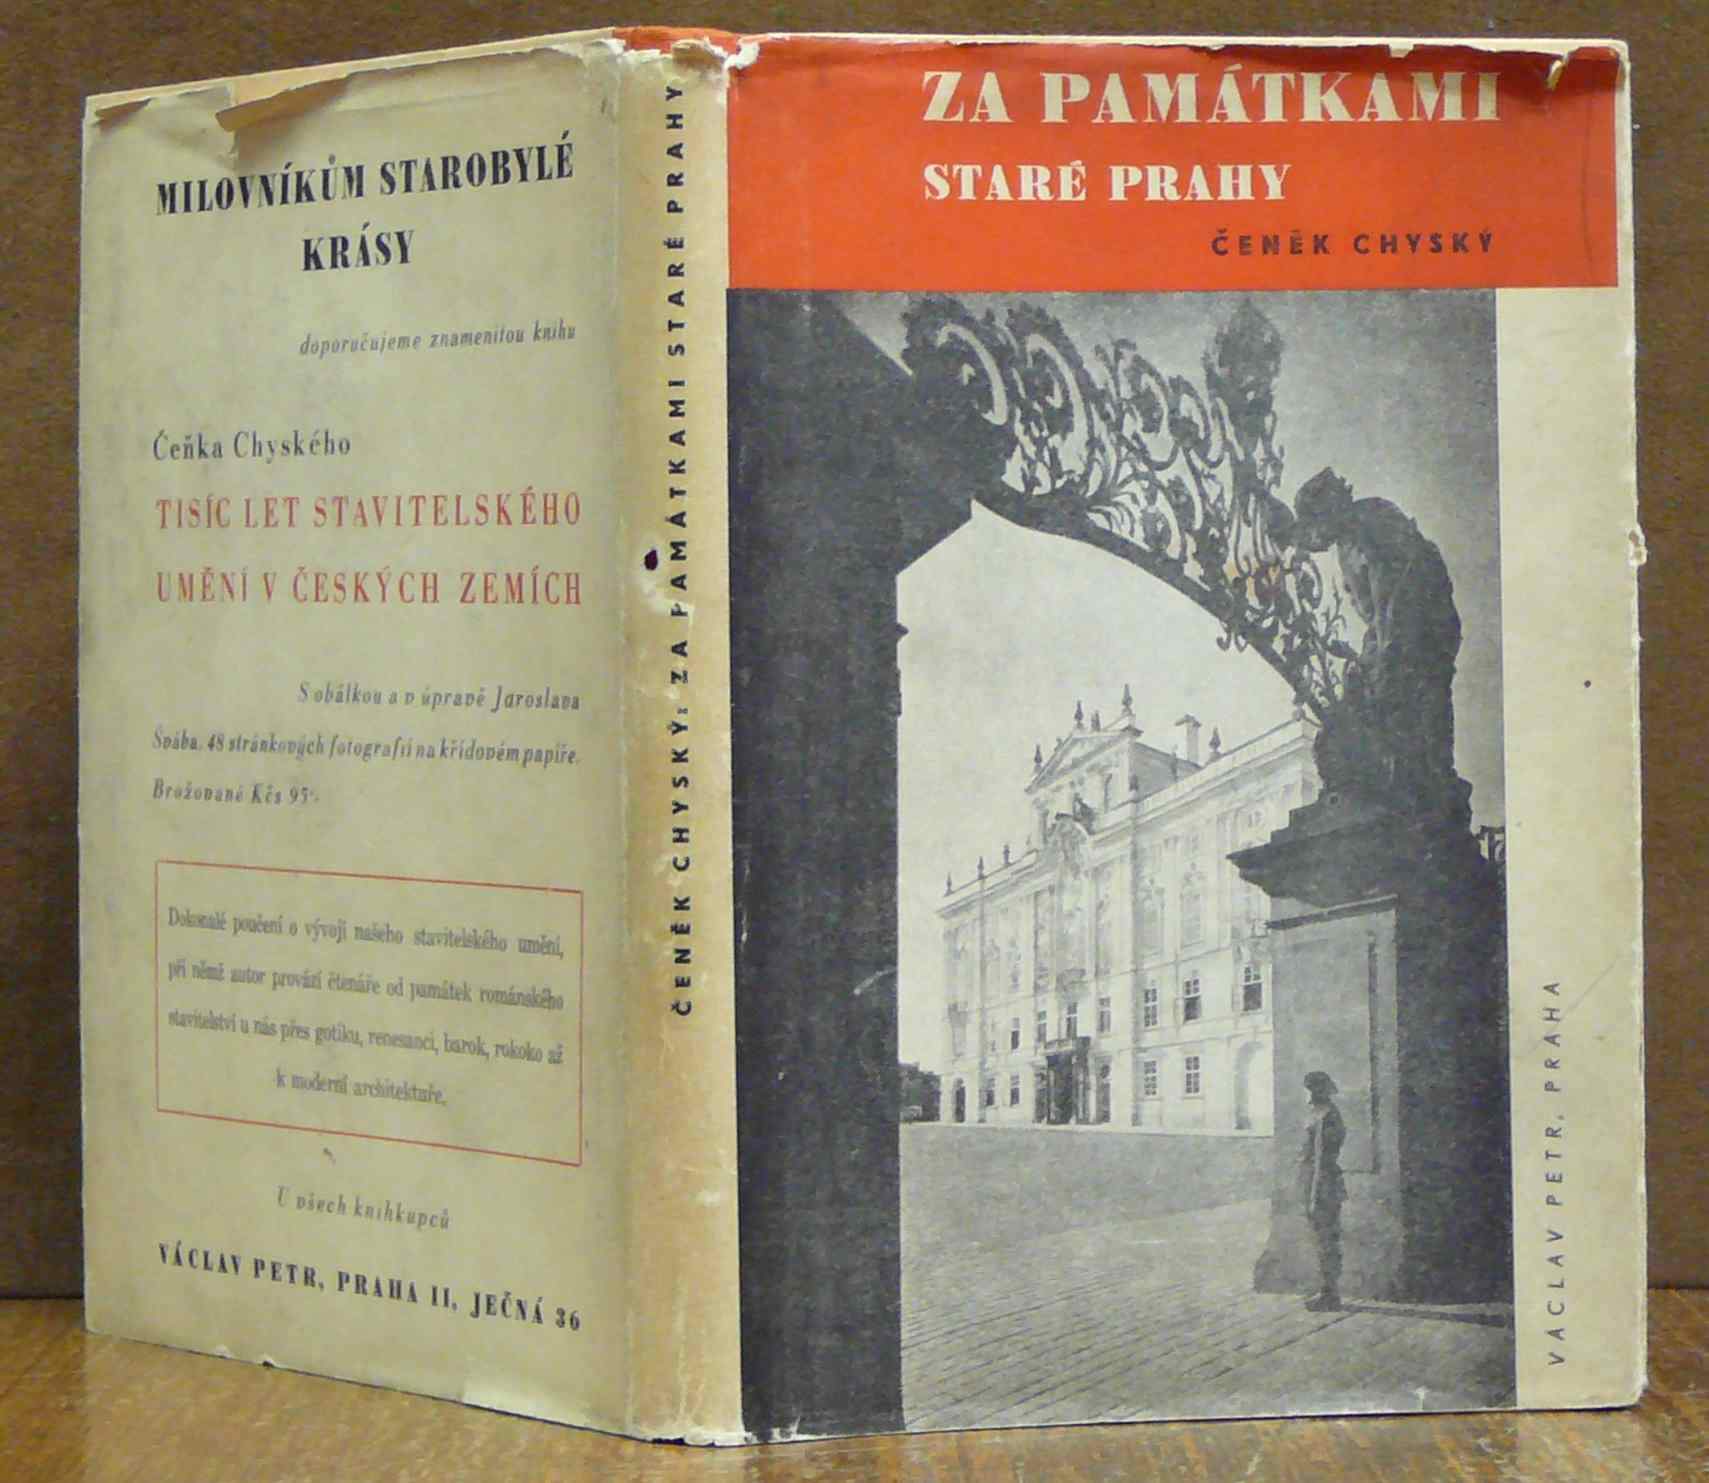 MILOVNÍKŮM STAROBYLÉ
KRÁSY
doporučujeme znamenitou knihu
Čeňka Chyského
TISÍC LET STAVITELSKÉHO
UMĚNÍ V ČESKÝCH ZEMÍCH
S obálkou a v úpravě Jaroslava
Švába. 48 stránkových fotografií na křídovém papíře.
Brožované Kčs 95·-
Dokonalé poučení o vývoji našeho stavitelského umění,
při němž autor provází čtenáře od památek románského
stavitelství u nás přes gotiku, renesanci, barok, rokoko až
k moderní architektuře.
U všech knihkupců
VÁCLAV PETR, PRAHA II, JEČNÁ 36
ČENĚK CHYSKÝ: ZA PAMÁTKAMI STARÉ PRAHY
ZA PAMÁTKAMI
STARÉ PRAHY
ČENĚK CHYSKÝ
VÁCLAV PETR, PRAHA